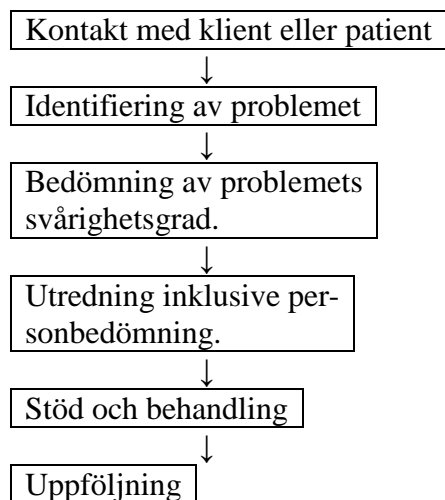 Kontakt med klient eller patient
↓
Identifiering av problemet
↓
Bedömning av problemets
svårighetsgrad.
↓
Utredning inklusive per-
sonbedömning.
↓
Stöd och behandling
↓
Uppföljning